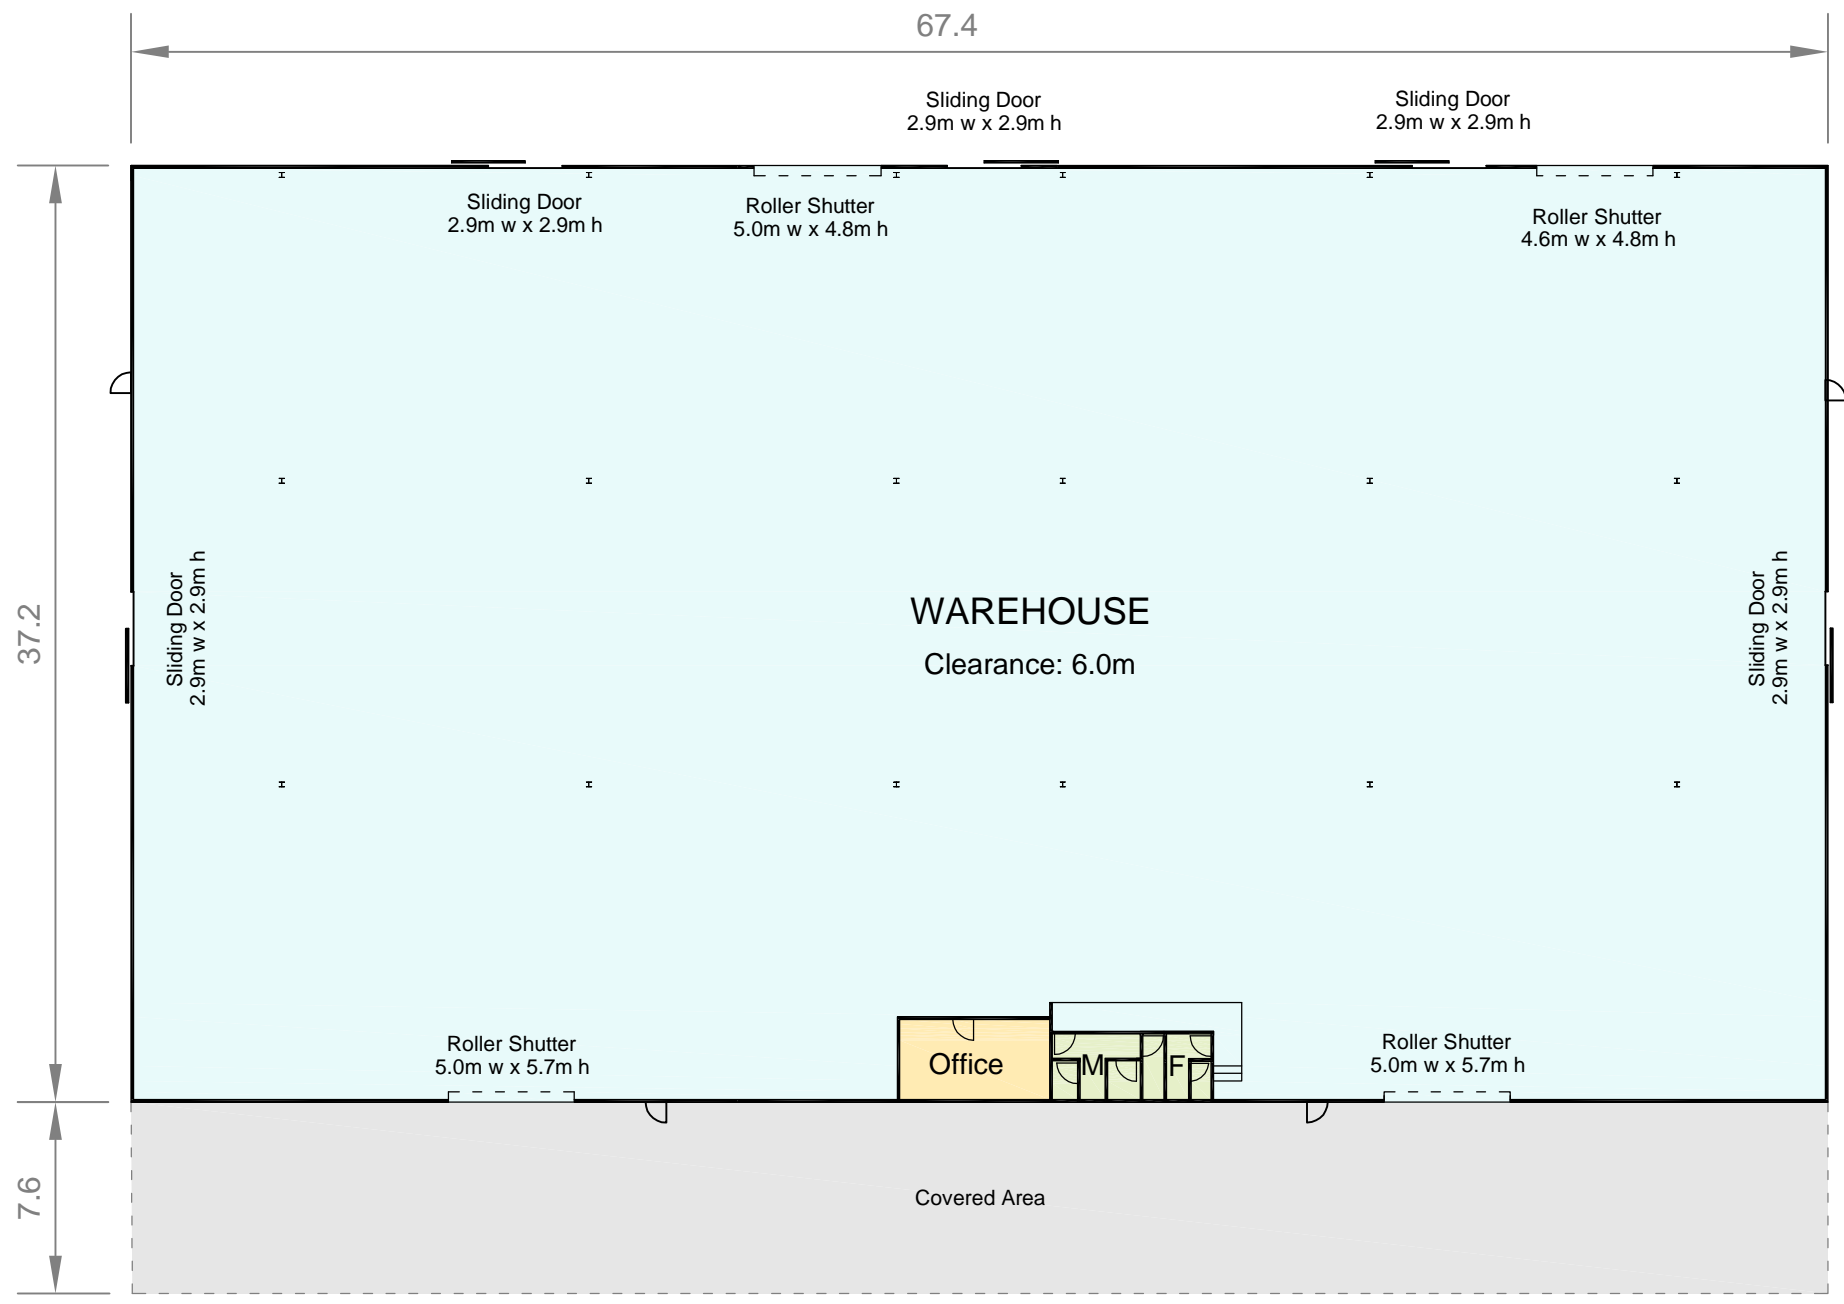 67.4
Sliding Door
2.9m w x 2.9m h
Sliding Door
2.9m w x 2.9m h
Sliding Door
2.9m w x 2.9m h
Roller Shutter
5.0m w x 4.8m h
Roller Shutter
4.6m w x 4.8m h
37.2
Sliding Door
2.9m w x 2.9m h
WAREHOUSE
Clearance: 6.0m
Sliding Door
2.9m w x 2.9m h
Roller Shutter
5.0m w x 5.7m h
Office
M
F
Roller Shutter
5.0m w x 5.7m h
7.6
Covered Area